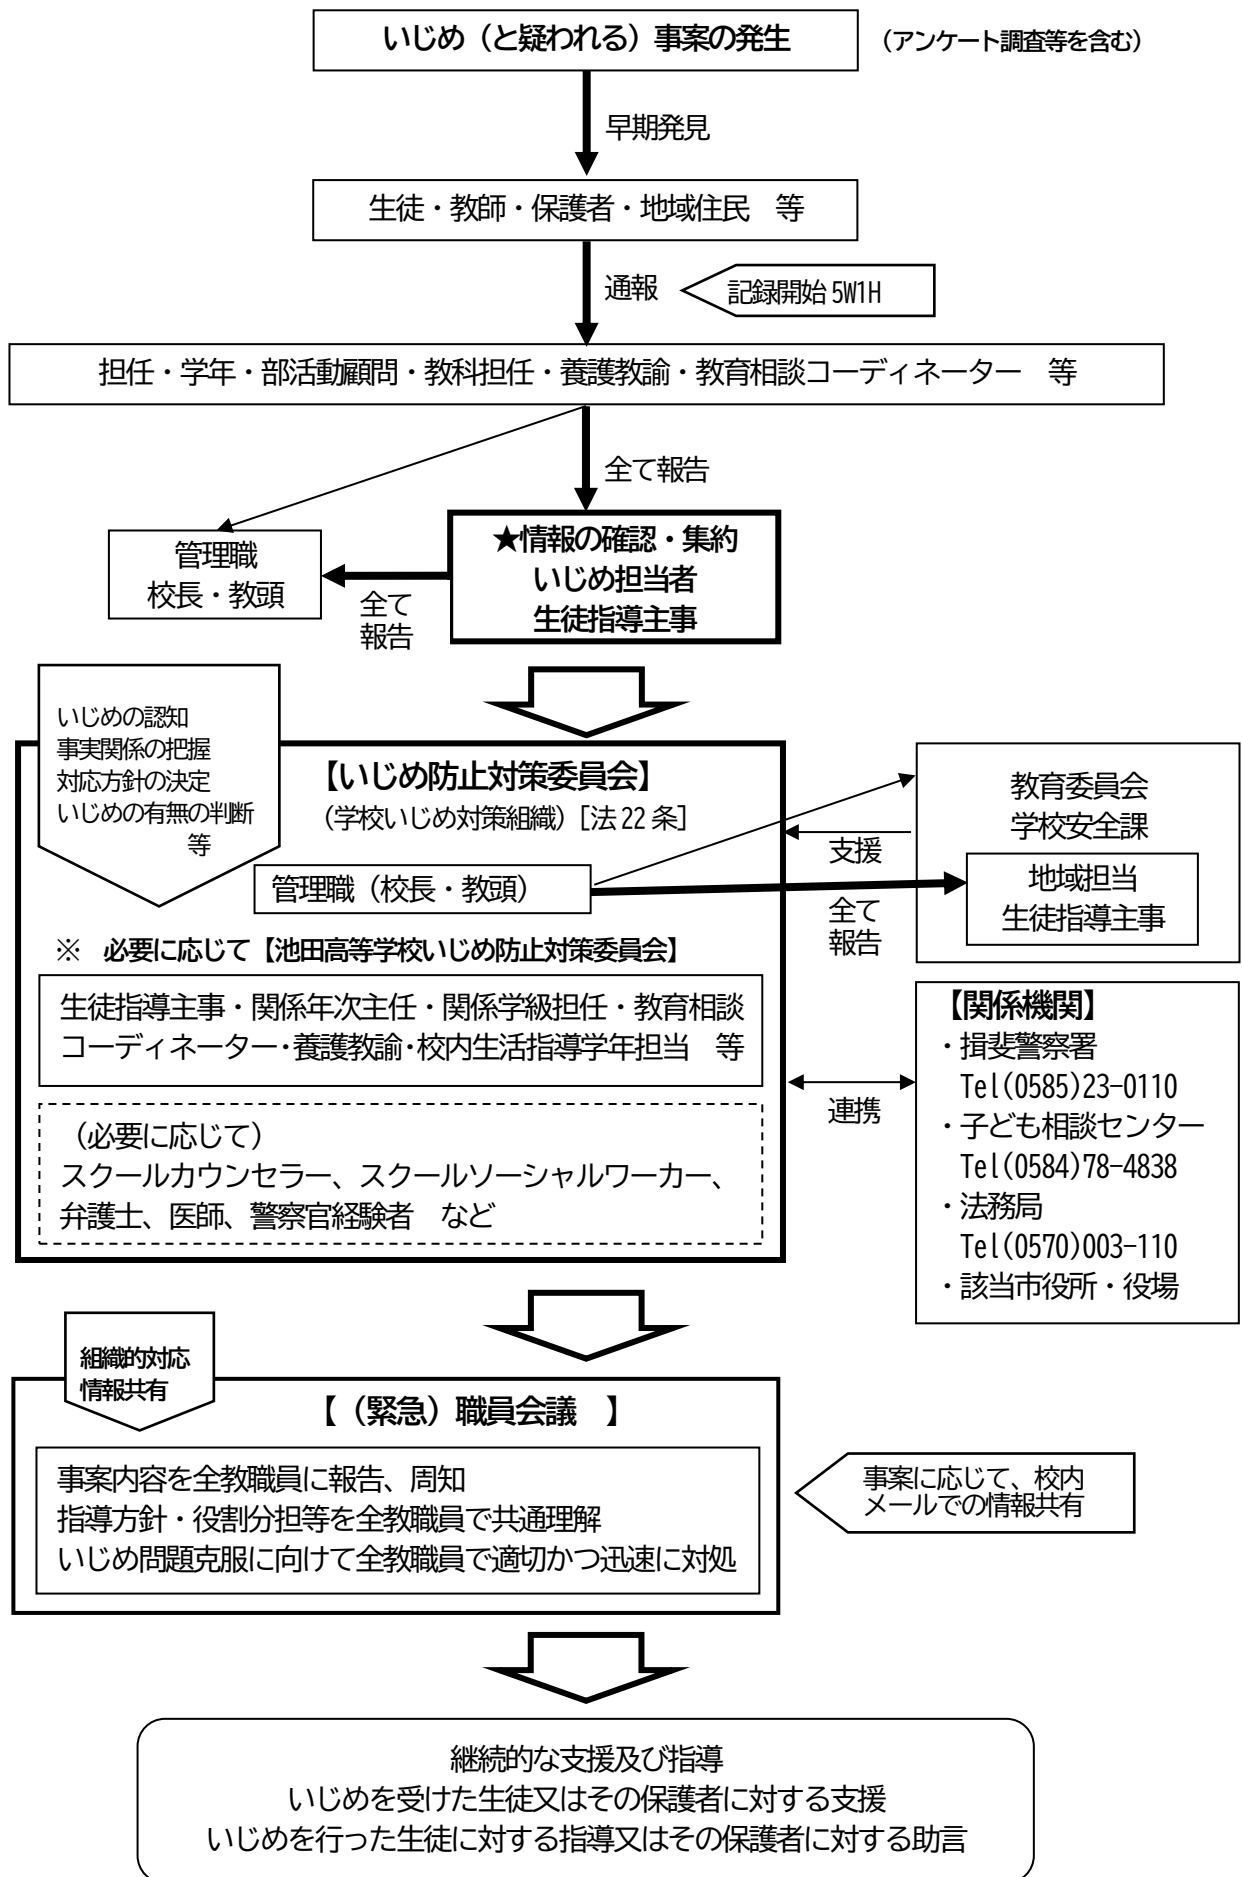 いじめ（と疑われる）事案の発生
（アンケート調査等を含む）
早期発見
生徒・教師・保護者・地域住民　等
通報
記録開始 5W1H
担任・学年・部活動顧問・教科担任・養護教諭・教育相談コーディネーター　等
全て報告
★情報の確認・集約
いじめ担当者
生徒指導主事
管理職
校長・教頭
全て
報告
いじめの認知
事実関係の把握
対応方針の決定
いじめの有無の判断
等
【いじめ防止対策委員会】
（学校いじめ対策組織）［法 22 条］
管理職（校長・教頭）
教育委員会
学校安全課
支援
地域担当
生徒指導主事
全て
報告
※　必要に応じて【池田高等学校いじめ防止対策委員会】
生徒指導主事・関係年次主任・関係学級担任・教育相談
コーディネーター・養護教諭・校内生活指導学年担当　等
（必要に応じて）
スクールカウンセラー、スクールソーシャルワーカー、
弁護士、医師、警察官経験者　など
連携
【関係機関】
・揖斐警察署
Tel(0585)23-0110
・子ども相談センター
Tel(0584)78-4838
・法務局
Tel(0570)003-110
・該当市役所・役場
組織的対応
情報共有
【（緊急）職員会議　】
事案内容を全教職員に報告、周知
指導方針・役割分担等を全教職員で共通理解
いじめ問題克服に向けて全教職員で適切かつ迅速に対処
事案に応じて、校内
メールでの情報共有
継続的な支援及び指導
いじめを受けた生徒又はその保護者に対する支援
いじめを行った生徒に対する指導又はその保護者に対する助言